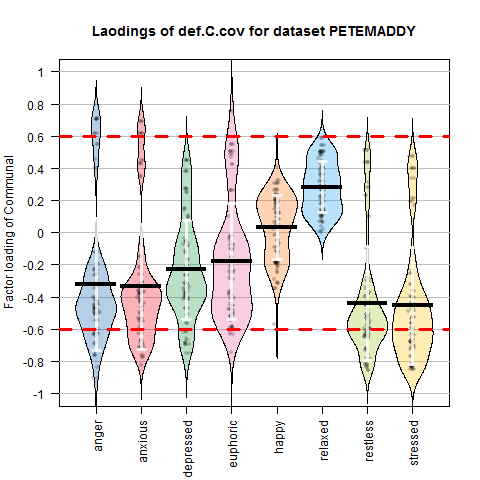 Laodings of def.C.cov for dataset PETEMADDY
Factor loading of Communal
1
0.8
0.6
0.4
0.2
0
-0.2
-0.4
-0.6
-0.8
-1
anger
anxious
depressed
euphoric
happy
relaxed
restless
stressed